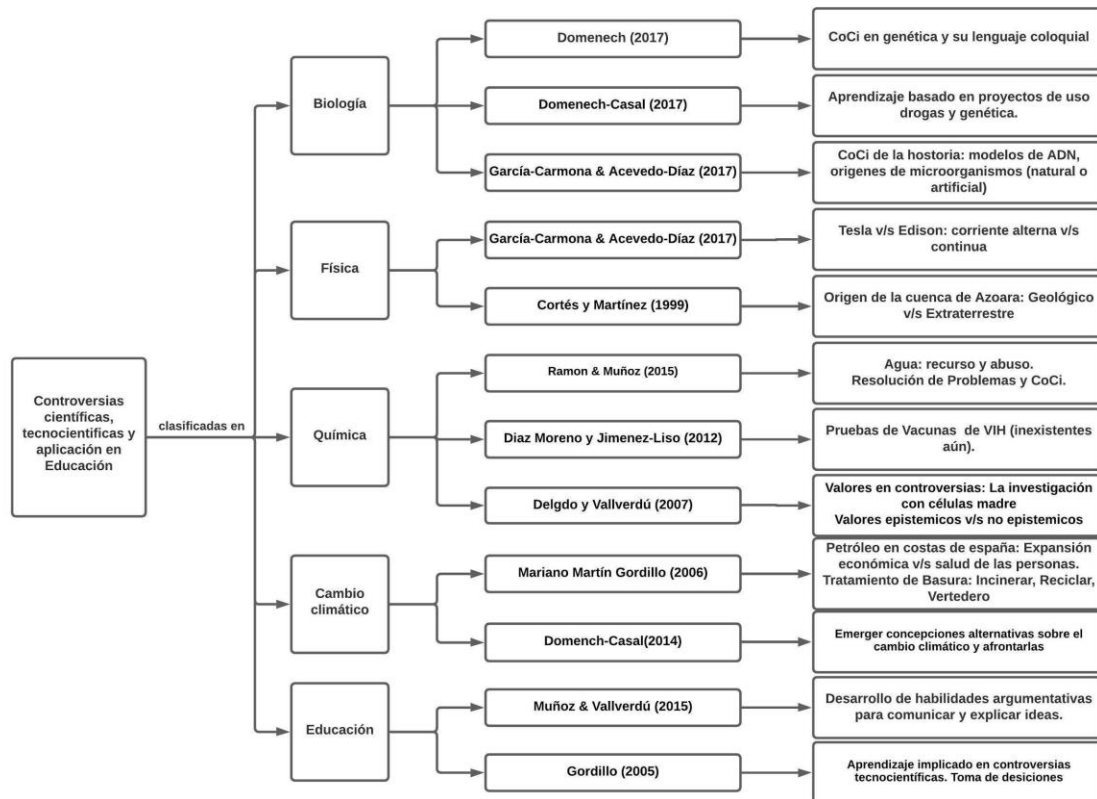 Controversias
científicas,
tecnocientificas y
aplicación en
Educación
clasificadas en
Biología
Domenech (2017)
CoCi en genética y su lenguaje coloquial
Domenech-Casal (2017)
Aprendizaje basado en proyectos de uso
drogas y genética.
García-Carmona & Acevedo-Díaz (2017)
CoCi de la hostoria: modelos de ADN,
origenes de microorganismos (natural o
artificial)
Física
García-Carmona & Acevedo-Díaz (2017)
Tesla v/s Edison: corriente alterna v/s
continua
Cortés y Martínez (1999)
Origen de la cuenca de Azoara: Geológico
v/s Extraterrestre
Química
Ramon & Muñoz (2015)
Agua: recurso y abuso.
Resolución de Problemas y CoCi.
Diaz Moreno y Jimenez-Liso (2012)
Pruebas de Vacunas de VIH (inexistentes
aún).
Delgdo y Vallverdú (2007)
Valores en controversias: La investigación
con células madre
Valores epistemicos v/s no epistemicos
Cambio
climático
Mariano Martín Gordillo (2006)
Petróleo en costas de españa: Expansión
económica v/s salud de las personas.
Tratamiento de Basura: Incinerar, Reciclar,
Vertedero
Domench-Casal(2014)
Emerger concepciones alternativas sobre el
cambio climático y afrontarlas
Educación
Muñoz & Vallverdú (2015)
Desarrollo de habilidades argumentativas
para comunicar y explicar ideas.
Gordillo (2005)
Aprendizaje implicado en controversias
tecnocientíficas. Toma de desiciones